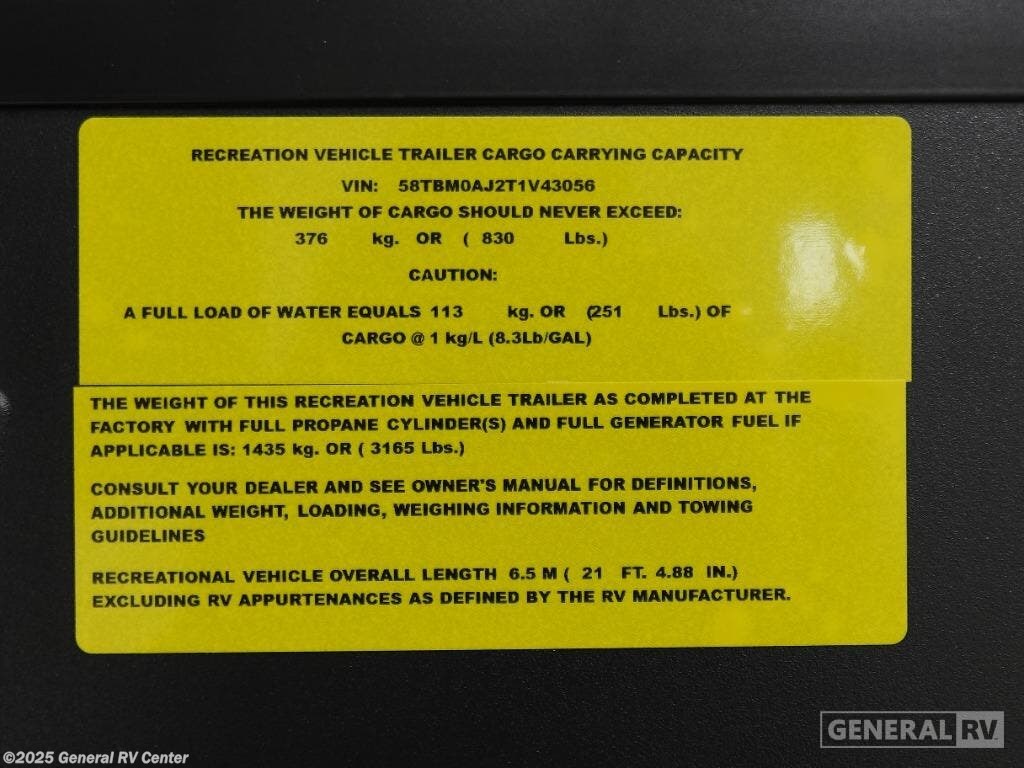 RECREATION VEHICLE TRAILER CARGO CARRYING CAPACITY
VIN: 58TBM0AJ2T1V43056
THE WEIGHT OF CARGO SHOULD NEVER EXCEED:
376 kg. OR ( 830 Lbs.)
CAUTION:
A FULL LOAD OF WATER EQUALS 113 kg. OR (251 Lbs.) OF
CARGO @ 1 kg/L (8.3Lb/GAL)
THE WEIGHT OF THIS RECREATION VEHICLE TRAILER AS COMPLETED AT THE
FACTORY WITH FULL PROPANE CYLINDER(S) AND FULL GENERATOR FUEL IF
APPLICABLE IS: 1435 kg. OR ( 3165 Lbs.)
CONSULT YOUR DEALER AND SEE OWNER'S MANUAL FOR DEFINITIONS,
ADDITIONAL WEIGHT, LOADING, WEIGHING INFORMATION AND TOWING
GUIDELINES
RECREATIONAL VEHICLE OVERALL LENGTH 6.5 M ( 21 FT. 4.88 IN.)
EXCLUDING RV APPURTENANCES AS DEFINED BY THE RV MANUFACTURER.
GENERAL RV
©2025 General RV Center